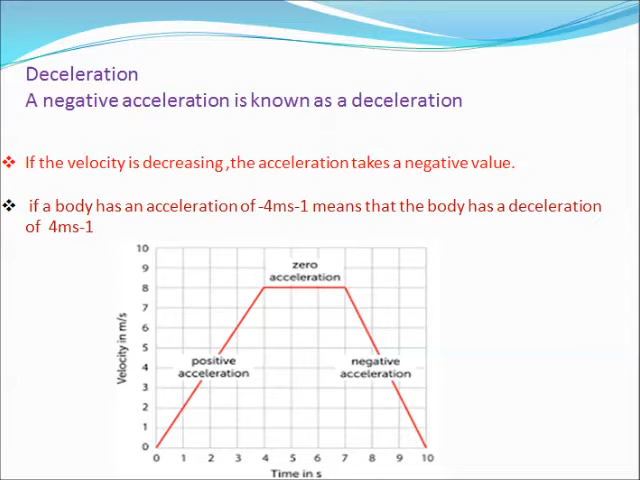 Deceleration
A negative acceleration is known as a deceleration
If the velocity is decreasing ,the acceleration takes a negative value.
if a body has an acceleration of -4ms-1 means that the body has a deceleration
of 4ms-1
10
9
8
7
6
5
4
3
2
1
0
Velocity in m/s
zero
acceleration
positive
acceleration
negative
acceleration
0 1 2 3 4 5 6 7 8 9 10
Time in s